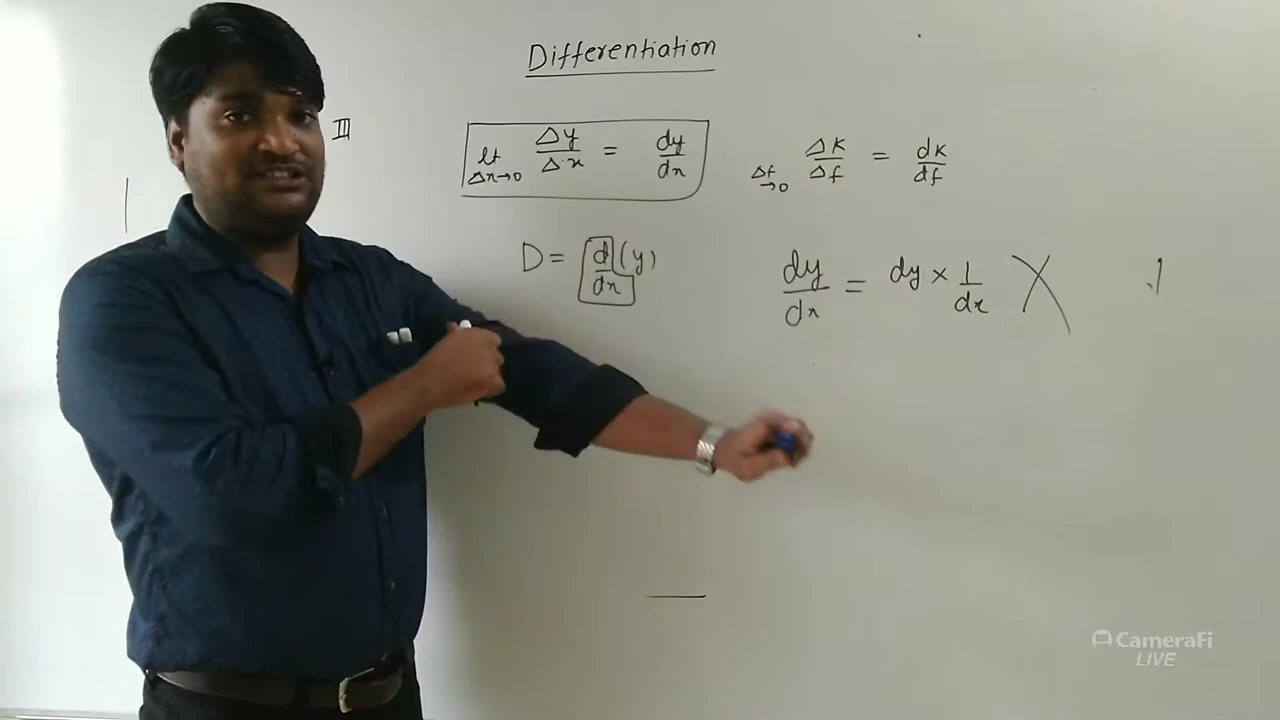 Differentiation
III
lt Δx→0 Δy/Δx = dy/dx
Δf→0 Δk/Δf = dk/df
D = d/dx (y)
dy/dx = dy × 1/dx X
CameraFi
LIVE